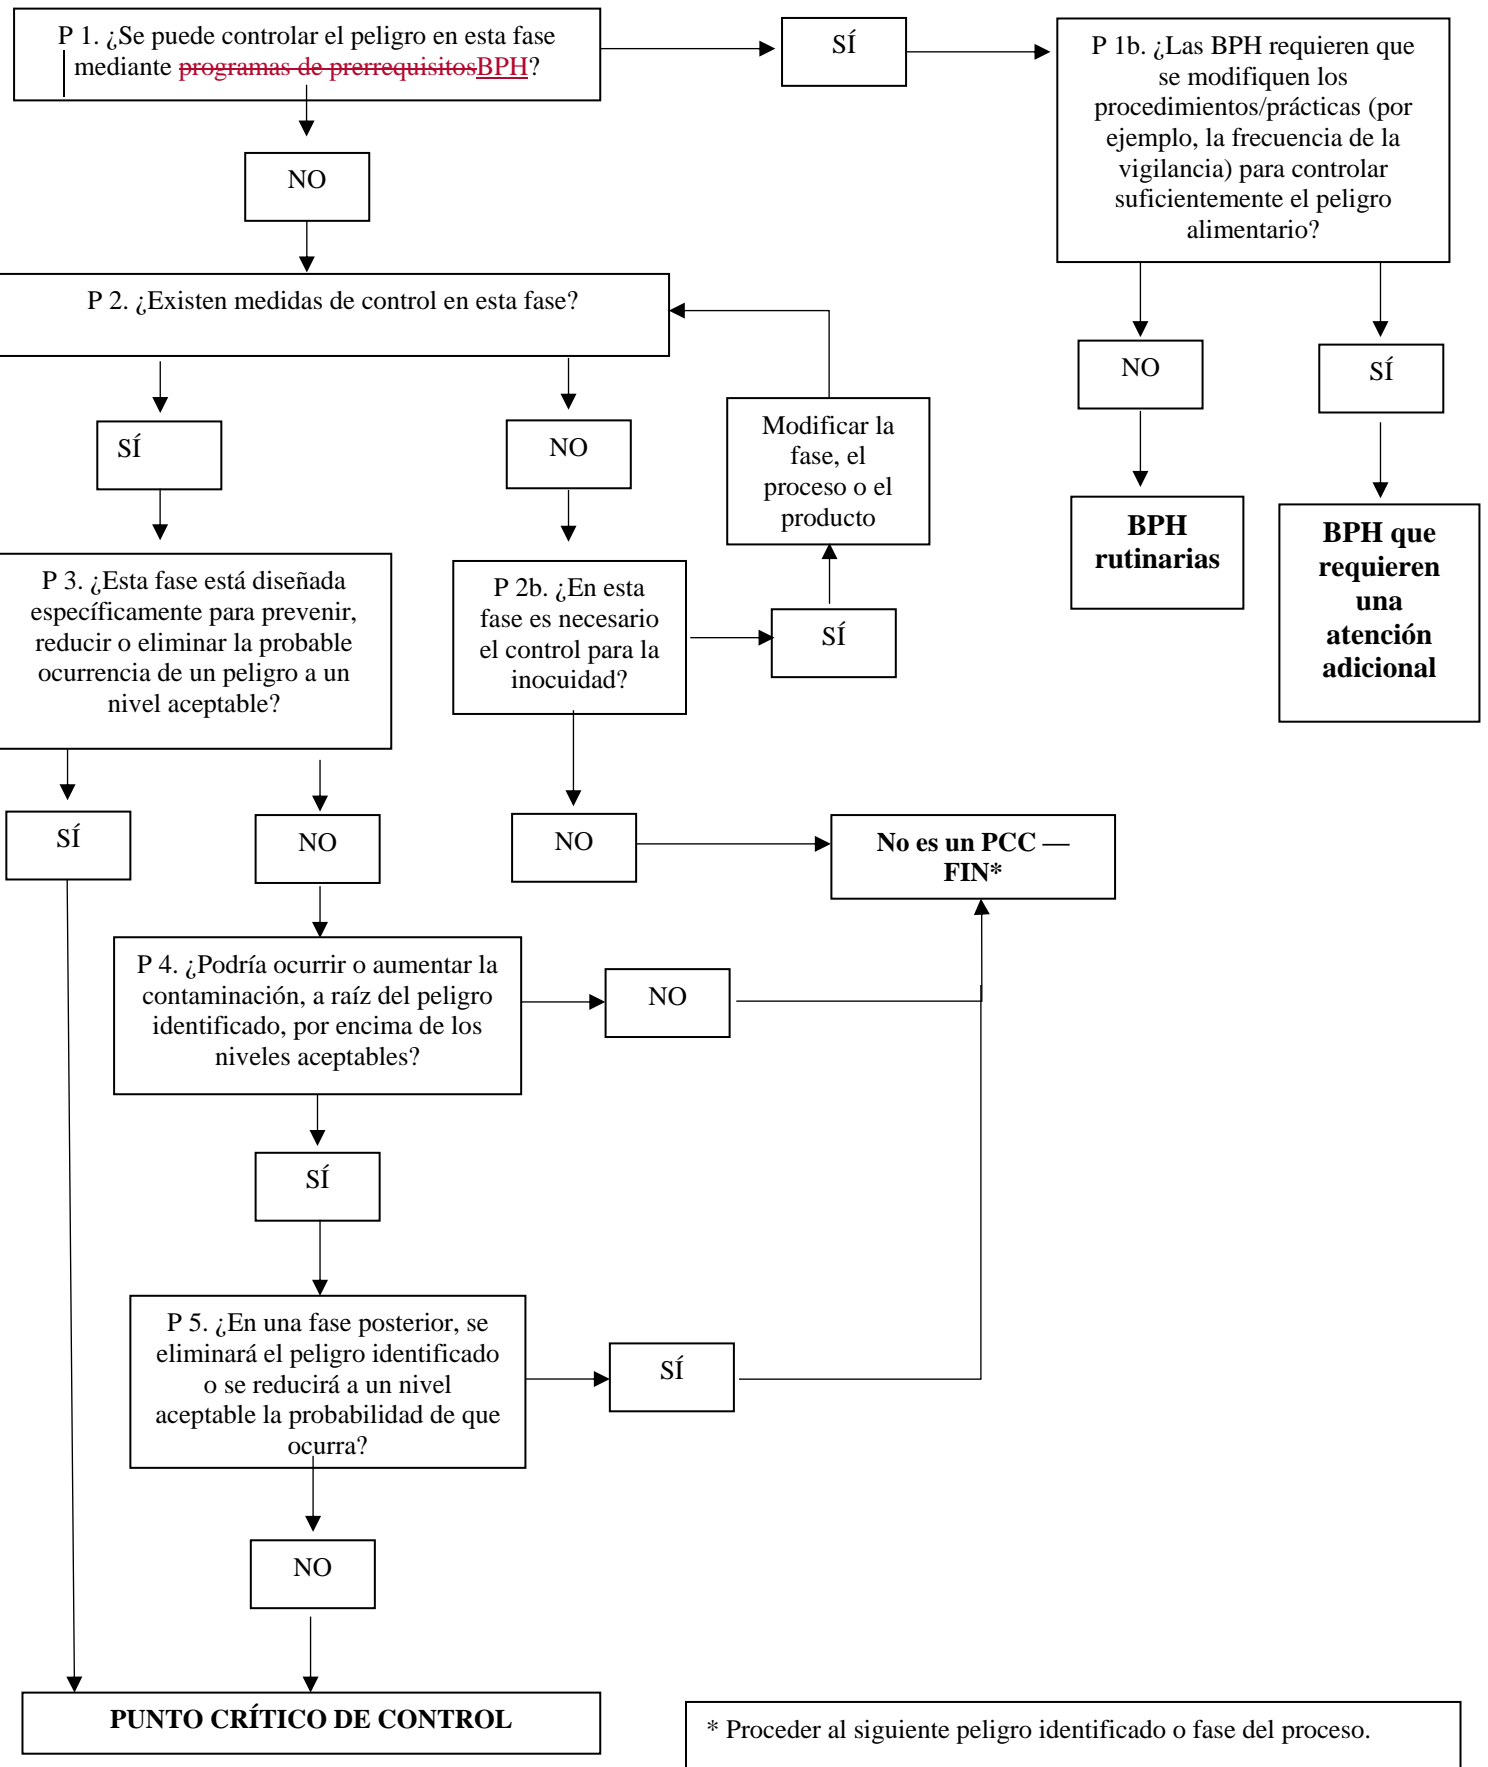 P 1. ¿Se puede controlar el peligro en esta fase
mediante programas de prerrequisitosBPH?
SÍ
P 1b. ¿Las BPH requieren que
se modifiquen los
procedimientos/prácticas (por
ejemplo, la frecuencia de la
vigilancia) para controlar
suficientemente el peligro
alimentario?
NO
P 2. ¿Existen medidas de control en esta fase?
NO
SÍ
SÍ
NO
Modificar la
fase, el
proceso o el
producto
BPH
rutinarias
BPH que
requieren
una
atención
adicional
P 3. ¿Esta fase está diseñada
específicamente para prevenir,
reducir o eliminar la probable
ocurrencia de un peligro a un
nivel aceptable?
P 2b. ¿En esta
fase es necesario
el control para la
inocuidad?
SÍ
SÍ
NO
NO
No es un PCC —
FIN*
P 4. ¿Podría ocurrir o aumentar la
contaminación, a raíz del peligro
identificado, por encima de los
niveles aceptables?
NO
SÍ
P 5. ¿En una fase posterior, se
eliminará el peligro identificado
o se reducirá a un nivel
aceptable la probabilidad de que
ocurra?
SÍ
NO
PUNTO CRÍTICO DE CONTROL
* Proceder al siguiente peligro identificado o fase del proceso.